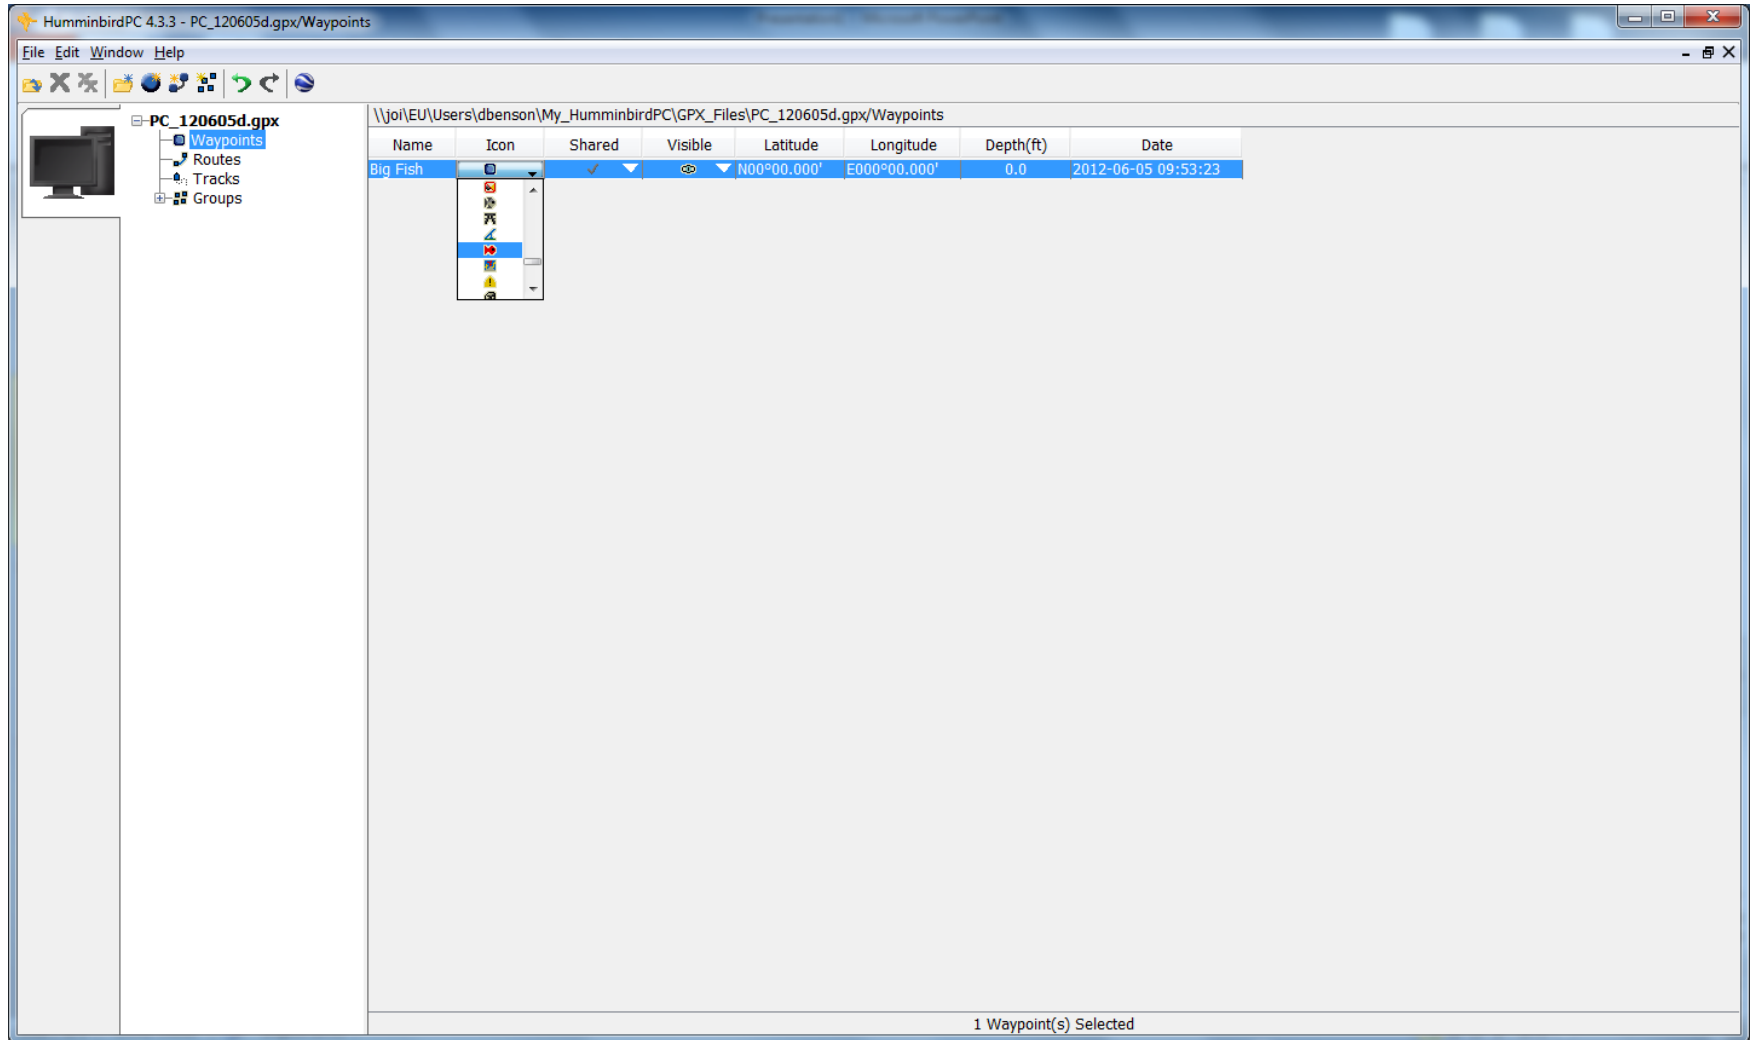 HumminbirdPC 4.3.3 - PC_120605d.gpx/Waypoints
File Edit Window Help
PC_120605d.gpx
Waypoints
Routes
Tracks
Groups
\\joi\EU\Users\dbenson\My_HumminbirdPC\GPX_Files\PC_120605d.gpx/Waypoints
Name Icon Shared Visible Latitude Longitude Depth(ft) Date
Big Fish N00°00.000' E000°00.000' 0.0 2012-06-05 09:53:23
1 Waypoint(s) Selected